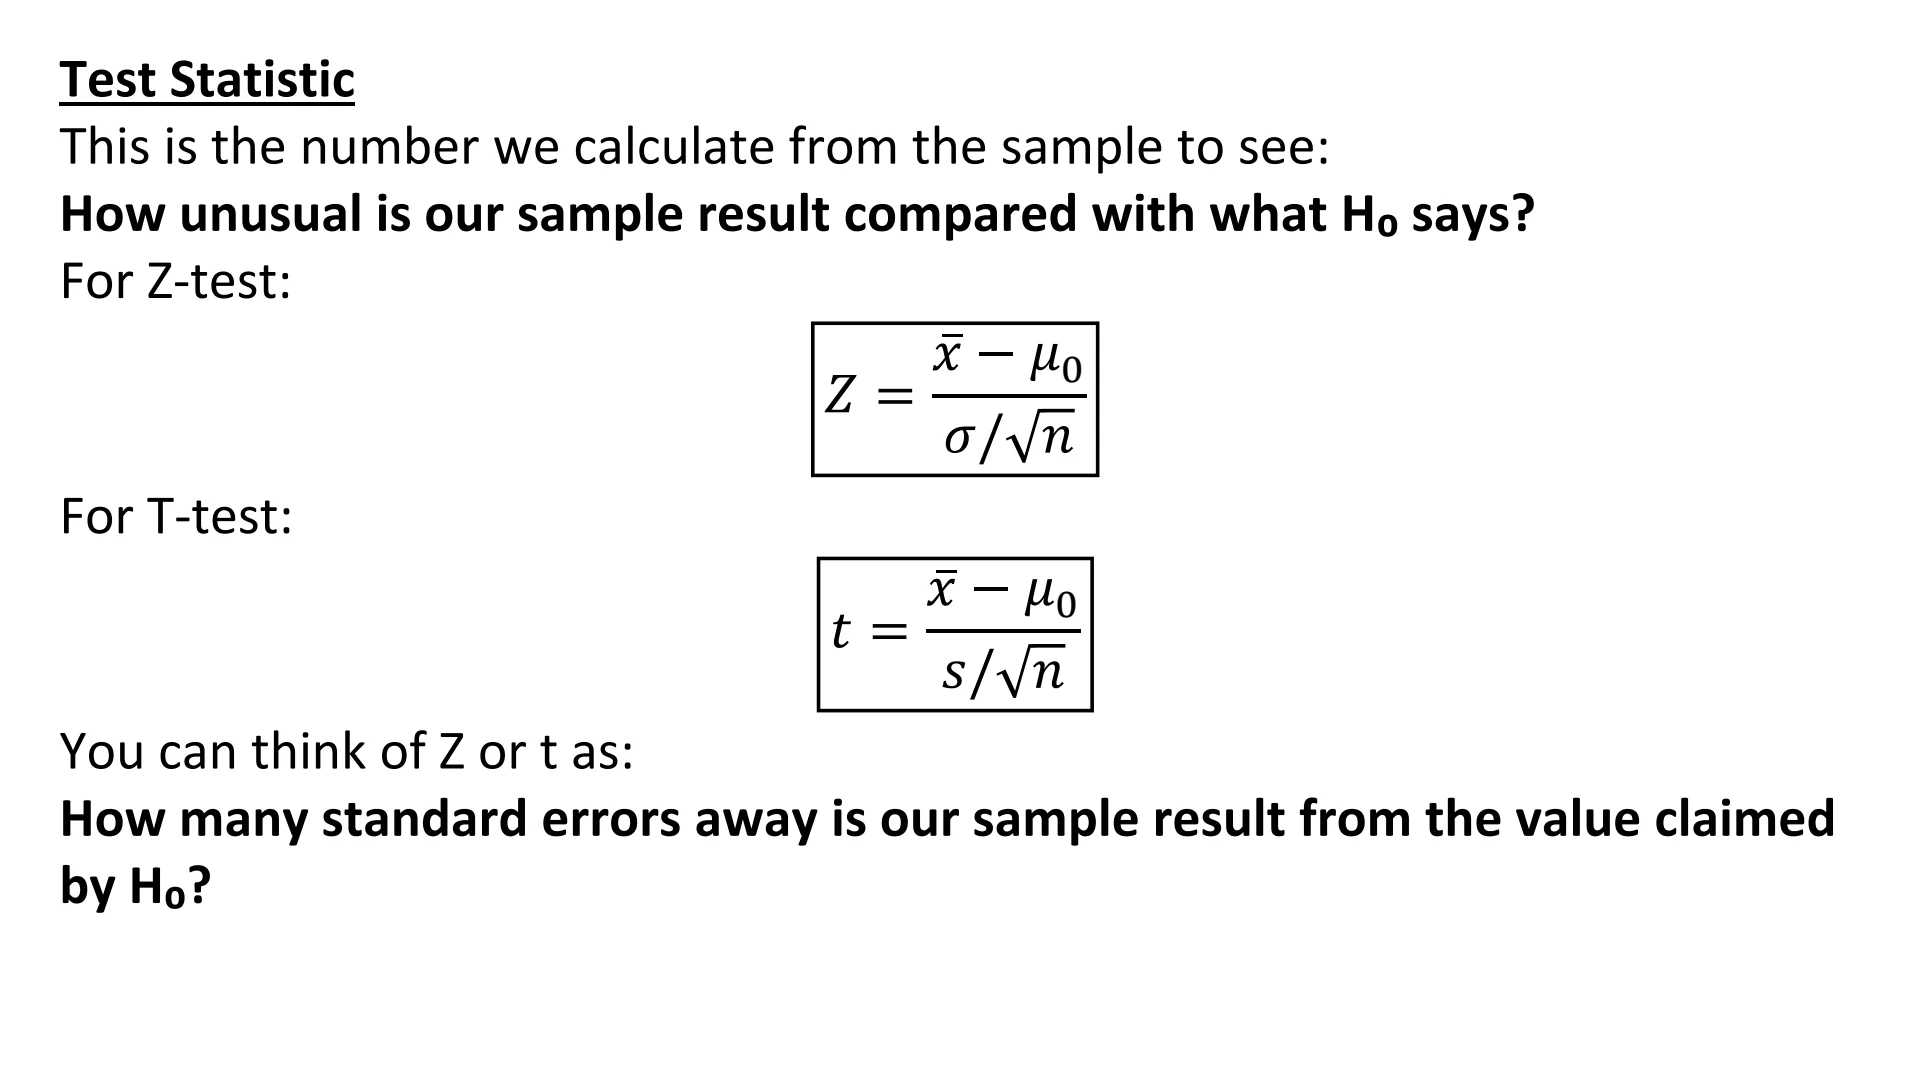 Test Statistic
This is the number we calculate from the sample to see:
How unusual is our sample result compared with what H₀ says?
For Z-test:
𝑍 = (x̄ − 𝜇₀) / (𝜎/√𝑛)
For T-test:
𝑡 = (x̄ − 𝜇₀) / (𝑠/√𝑛)
You can think of Z or t as:
How many standard errors away is our sample result from the value claimed
by H₀?